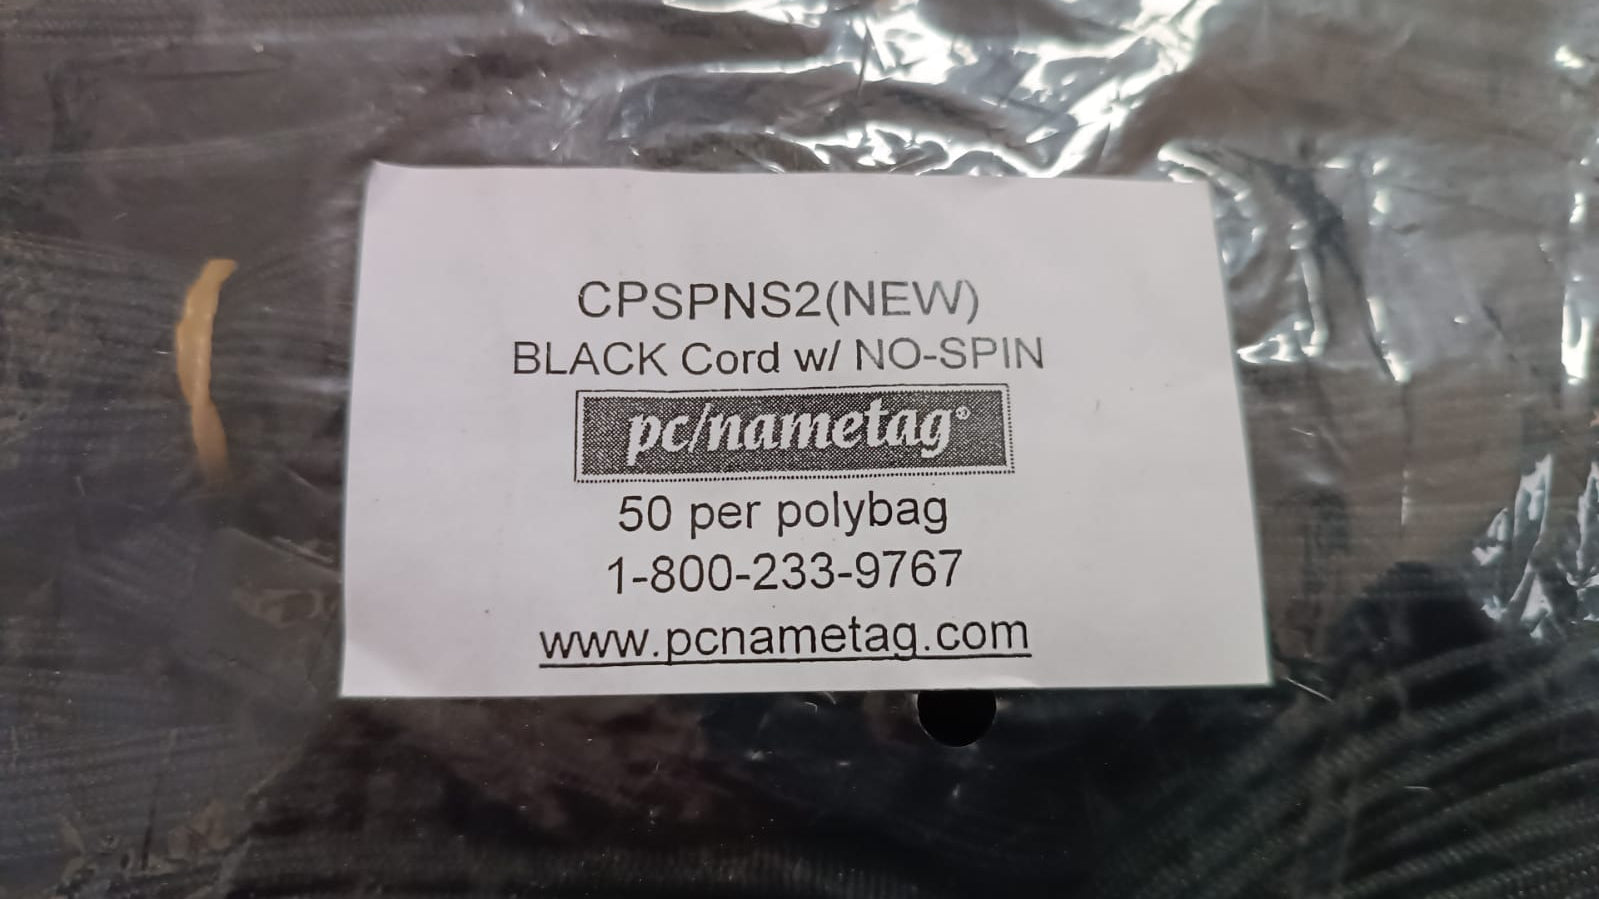 CPSPNS2(NEW)
BLACK Cord w/ NO-SPIN
pc/nametag®
50 per polybag
1-800-233-9767
www.pcnametag.com